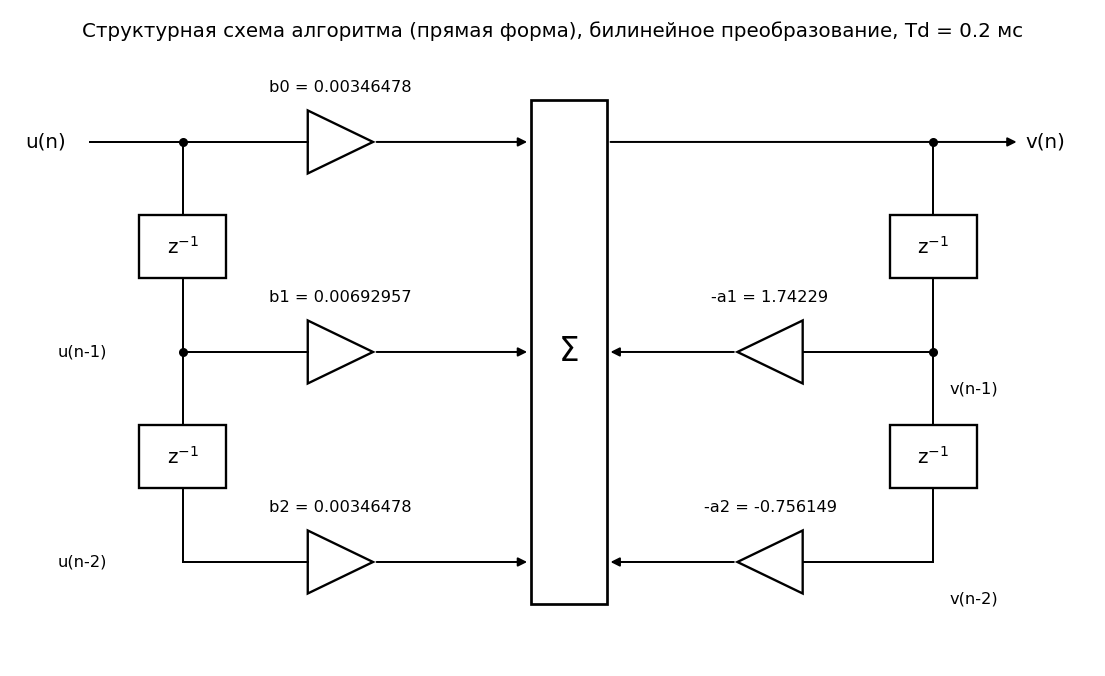 Структурная схема алгоритма (прямая форма), билинейное преобразование, Td = 0.2 мс
b0 = 0.00346478
u(n)
v(n)
z⁻¹
z⁻¹
b1 = 0.00692957
-a1 = 1.74229
u(n-1)
Σ
v(n-1)
z⁻¹
z⁻¹
b2 = 0.00346478
-a2 = -0.756149
u(n-2)
v(n-2)